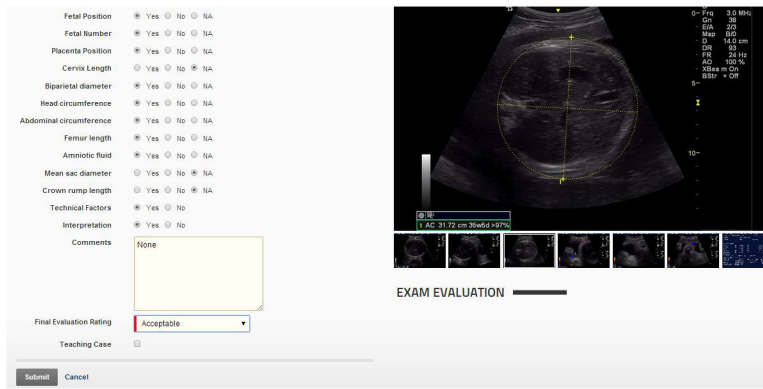 Fetal Position Yes No NA
Fetal Number Yes No NA
Placenta Position Yes No NA
Cervix Length Yes No NA
Biparietal diameter Yes No NA
Head circumference Yes No NA
Abdominal circumference Yes No NA
Femur length Yes No NA
Amniotic fluid Yes No NA
Mean sac diameter Yes No NA
Crown rump length Yes No NA
Technical Factors Yes No
Interpretation Yes No
Comments
None
Final Evaluation Rating Acceptable
Teaching Case
Submit Cancel
0- Frq 3.0 MHz
Gn 36
E/A 2/3
Map B/0
D 14.0 cm
DR 93
FR 24 Hz
AO 100 %
XBeam On
BStr + Off
5-
10-
1 AC 31.72 cm 35w5d >97%
EXAM EVALUATION